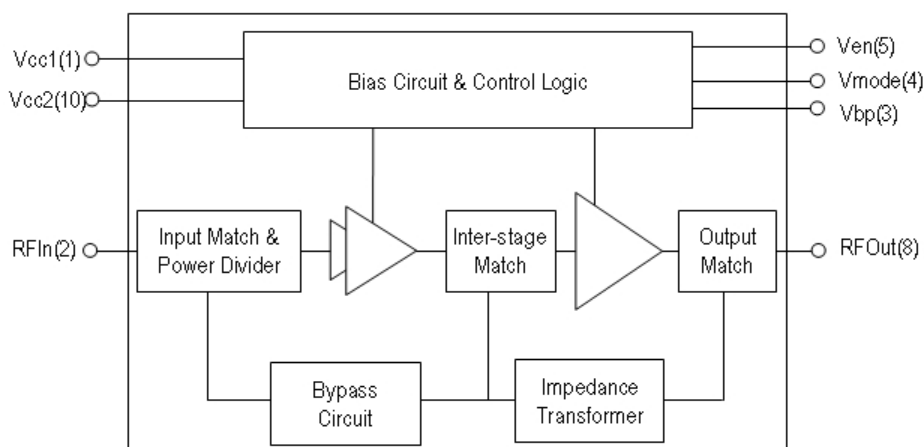 Vcc1(1)
Vcc2(10)
Bias Circuit & Control Logic
Ven(5)
Vmode(4)
Vbp(3)
RFIn(2)
Input Match &
Power Divider
Inter-stage
Match
Output
Match
RFOut(8)
Bypass
Circuit
Impedance
Transformer